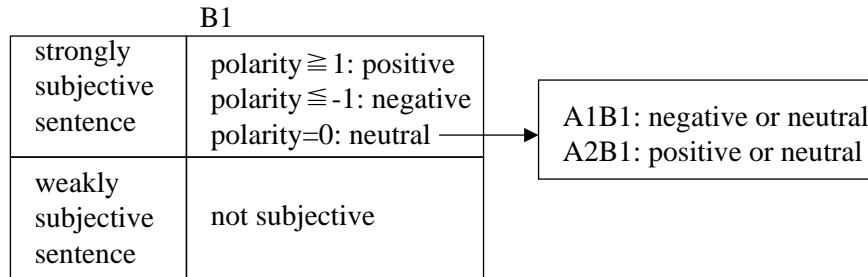 B1
strongly
subjective
sentence
polarity≧1: positive
polarity≦-1: negative
polarity=0: neutral
A1B1: negative or neutral
A2B1: positive or neutral
weakly
subjective
sentence
not subjective